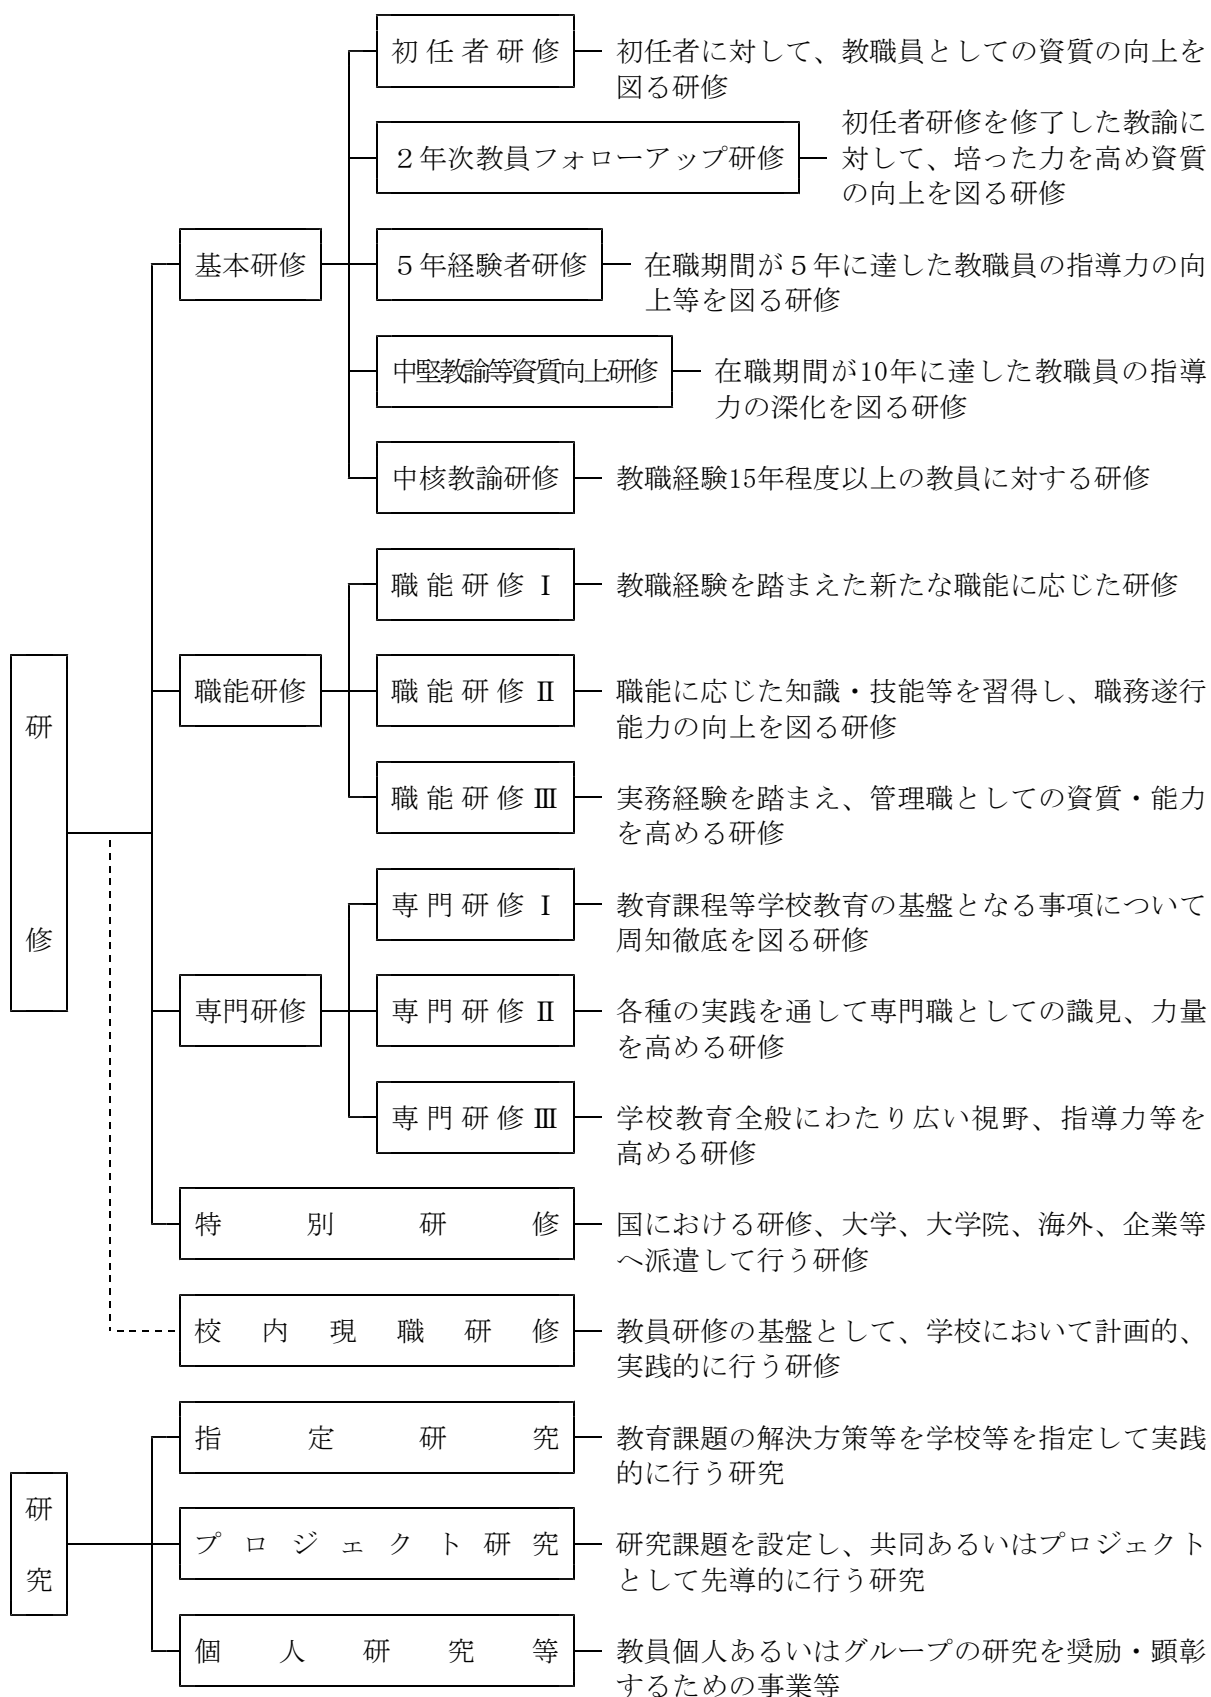 初任者研修
初任者に対して、教職員としての資質の向上を
図る研修
２年次教員フォローアップ研修
初任者研修を修了した教諭に
対して、培った力を高め資質
の向上を図る研修
基本研修
５年経験者研修
在職期間が５年に達した教職員の指導力の向
上等を図る研修
中堅教諭等資質向上研修
在職期間が10年に達した教職員の指導
力の深化を図る研修
中核教諭研修
教職経験15年程度以上の教員に対する研修
職能研修Ⅰ
教職経験を踏まえた新たな職能に応じた研修
研修
職能研修
職能研修Ⅱ
職能に応じた知識・技能等を習得し、職務遂行
能力の向上を図る研修
職能研修Ⅲ
実務経験を踏まえ、管理職としての資質・能力
を高める研修
専門研修Ⅰ
教育課程等学校教育の基盤となる事項について
周知徹底を図る研修
専門研修
専門研修Ⅱ
各種の実践を通して専門職としての識見、力量
を高める研修
専門研修Ⅲ
学校教育全般にわたり広い視野、指導力等を
高める研修
特別研修
国における研修、大学、大学院、海外、企業等
へ派遣して行う研修
校内現職研修
教員研修の基盤として、学校において計画的、
実践的に行う研修
指定研究
教育課題の解決方策等を学校等を指定して実践
的に行う研究
研究
プロジェクト研究
研究課題を設定し、共同あるいはプロジェクト
として先導的に行う研究
個人研究等
教員個人あるいはグループの研究を奨励・顕彰
するための事業等